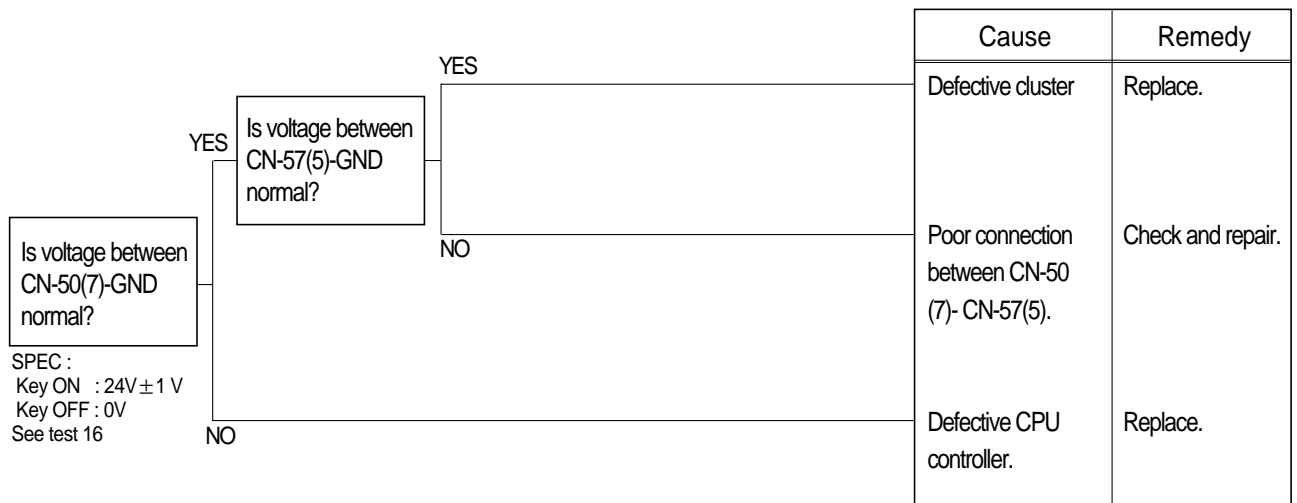 Cause Remedy
YES
Defective cluster Replace.
YES
Is voltage between
CN-57(5)-GND
normal?
NO
Poor connection Check and repair.
between CN-50
(7)- CN-57(5).
Is voltage between
CN-50(7)-GND
normal?
SPEC :
Key ON : 24V±1 V
Key OFF : 0V
See test 16
NO
Defective CPU Replace.
controller.